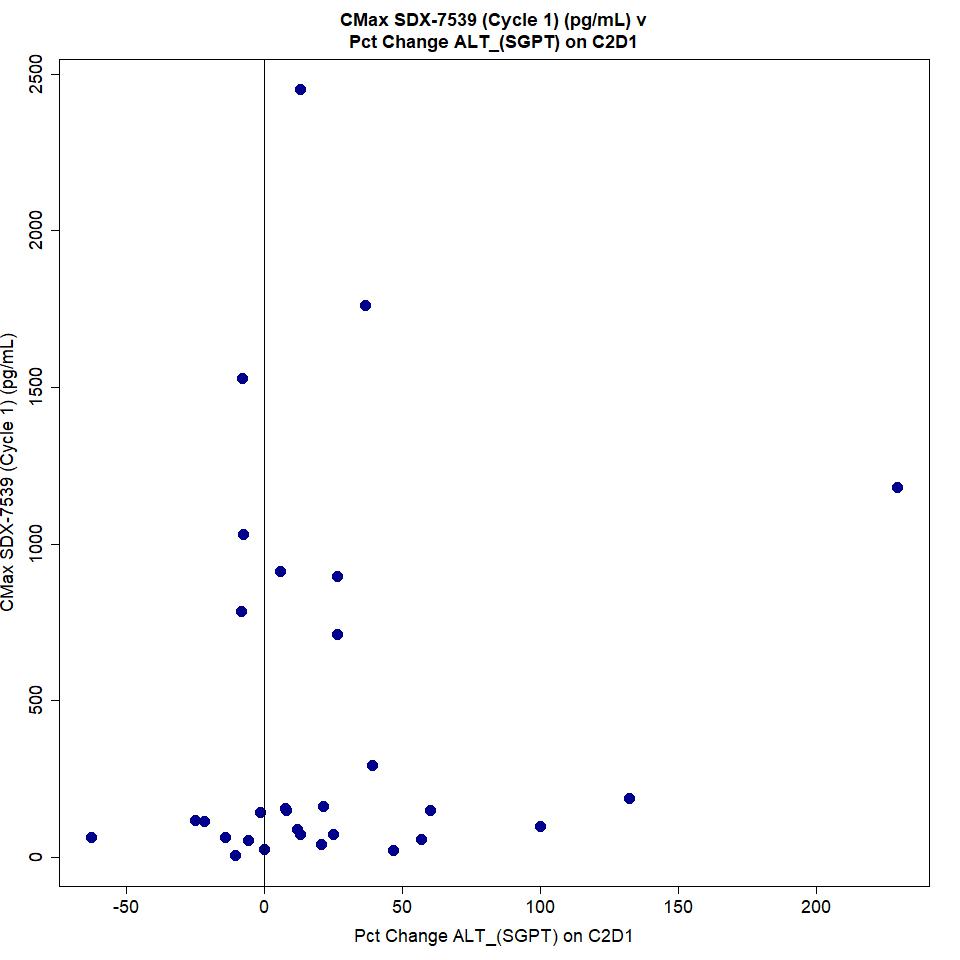 CMax SDX-7539 (Cycle 1) (pg/mL) v
Pct Change ALT_(SGPT) on C2D1
CMax SDX-7539 (Cycle 1) (pg/mL)
2500
2000
1500
1000
500
0
-50 0 50 100 150 200
Pct Change ALT_(SGPT) on C2D1